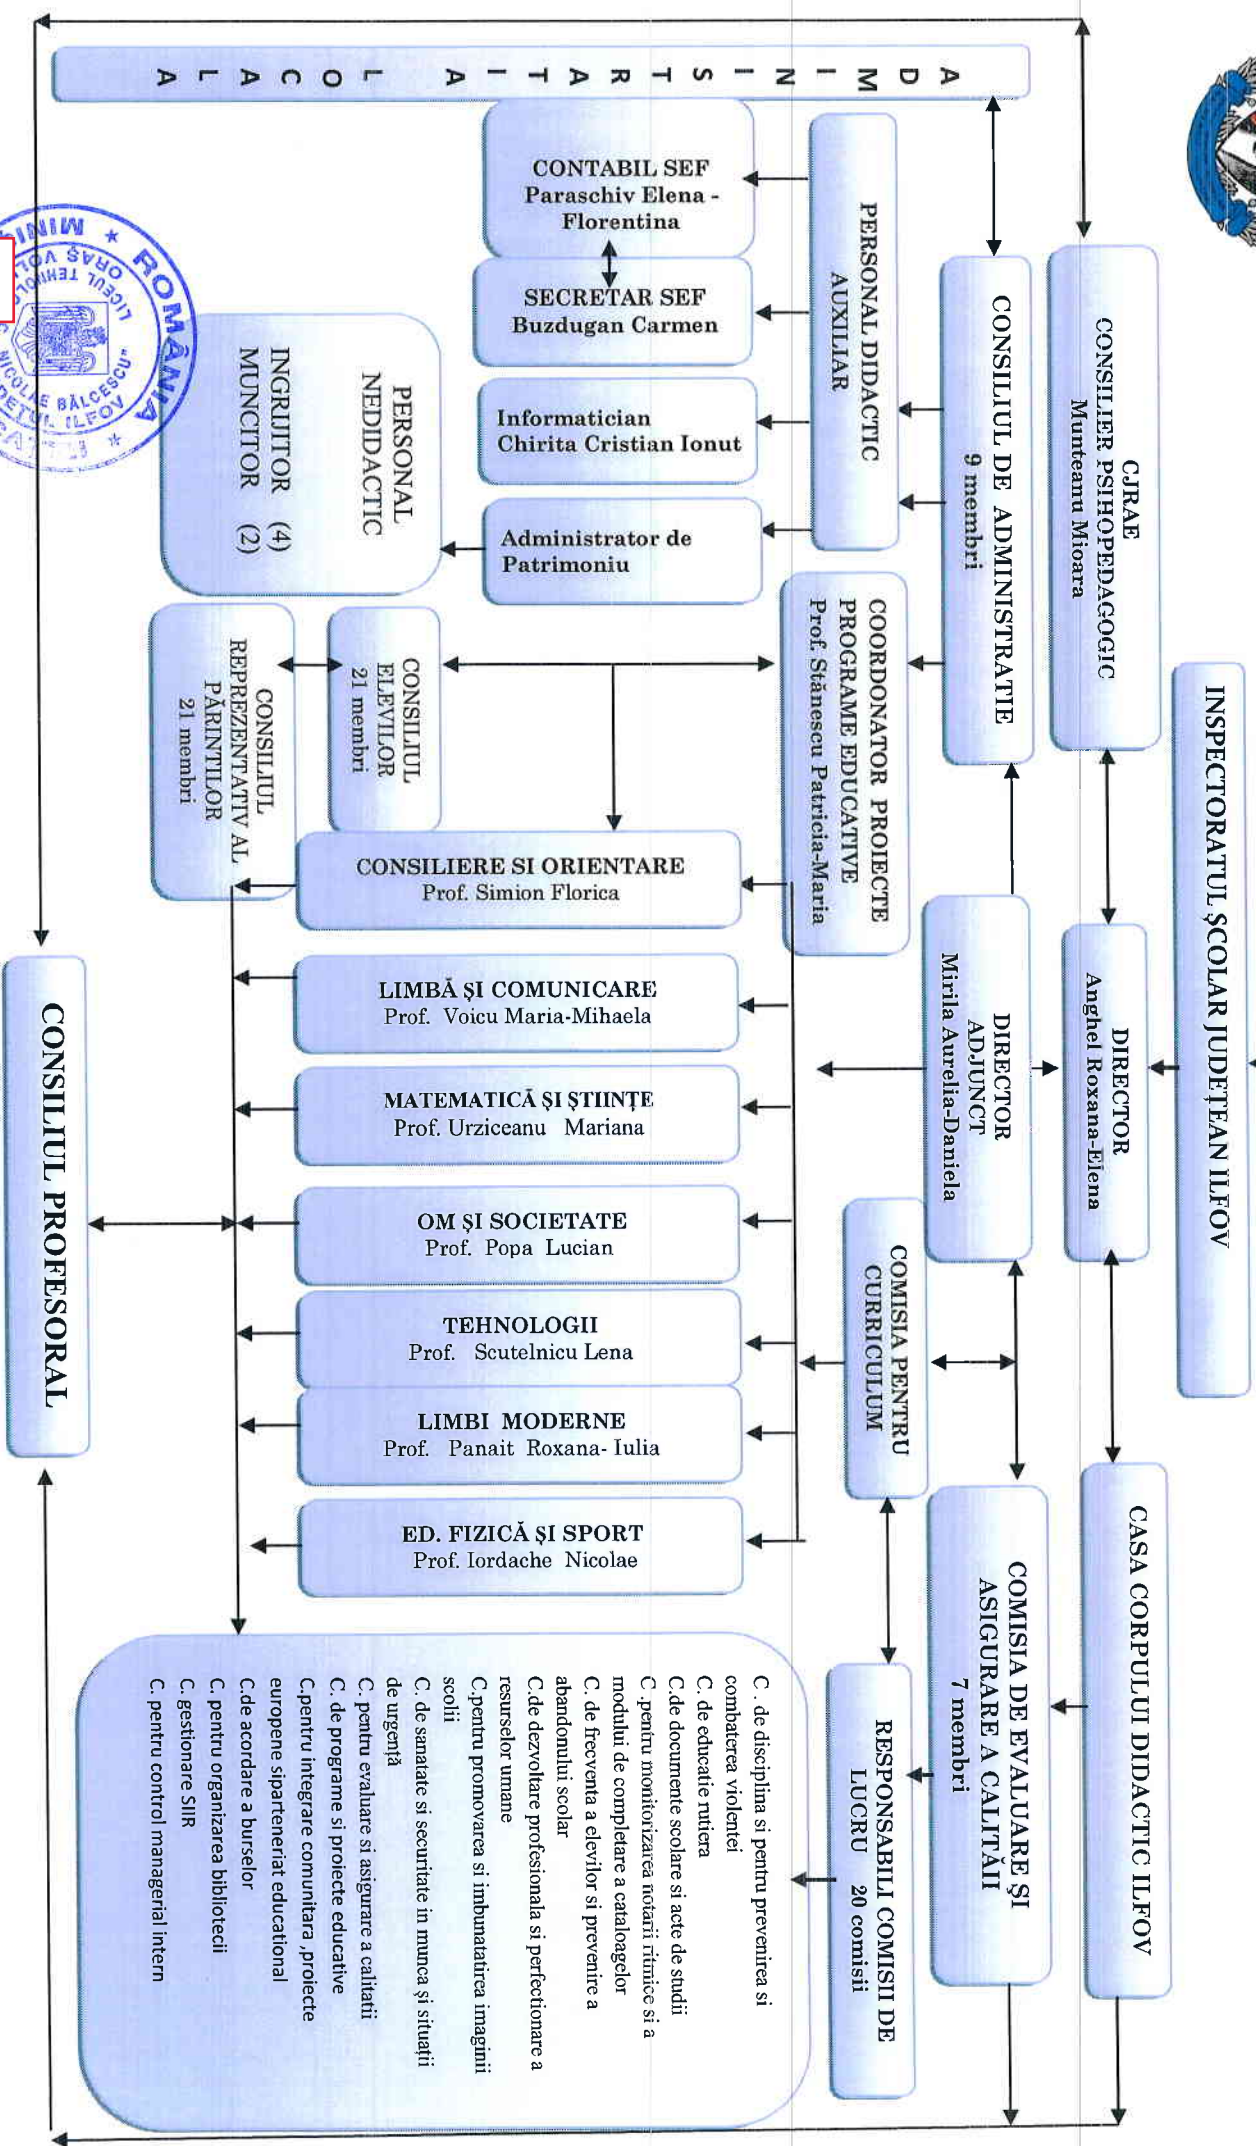 INSPECTORATUL ŞCOLAR JUDEŢEAN ILFOV
CJRAE
CONSILIER PSIHOPEDAGOGIC
Munteanu Mioara
DIRECTOR
Anghel Roxana-Elena
CASA CORPULUI DIDACTIC ILFOV
CONSILIUL DE ADMINISTRATIE
9 membri
DIRECTOR
ADJUNCT
Mirila Aurelia-Daniela
COMISIA DE EVALUARE ŞI
ASIGURARE A CALITĂII
7 membri
ADMINISTRATIA LOCALA
PERSONAL DIDACTIC
AUXILIAR
COORDONATOR PROIECTE
PROGRAME EDUCATIVE
Prof. Stănescu Patricia-Maria
COMISIA PENTRU
CURRICULUM
RESPONSABILI COMISII DE
LUCRU 20 comisii
CONTABIL SEF
Paraschiv Elena -
Florentina
SECRETAR SEF
Buzdugan Carmen
Informatician
Chirita Cristian Ionut
Administrator de
Patrimoniu
PERSONAL
NEDIDACTIC
INGRIJITOR (4)
MUNCITOR (2)
CONSILIUL
ELEVILOR
21 membri
CONSILIUL
REPREZENTATIV AL
PĂRINTILOR
21 membri
CONSILIERE SI ORIENTARE
Prof. Simion Florica
LIMBĂ ŞI COMUNICARE
Prof. Voicu Maria-Mihaela
MATEMATICĂ ŞI ŞTIINŢE
Prof. Urziceanu Mariana
OM ŞI SOCIETATE
Prof. Popa Lucian
TEHNOLOGII
Prof. Scutelnicu Lena
LIMBI MODERNE
Prof. Panait Roxana- Iulia
ED. FIZICĂ ŞI SPORT
Prof. Iordache Nicolae
C . de disciplina si pentru prevenirea si
combaterea violentei
C. de educatie rutiera
C.de documente scolare si acte de studii
C .pentru monitorizarea notarii ritmice si a
modului de completare a cataloagelor
C. de frecventa a elevilor si prevenire a
abandonului scolar
C.de dezvoltare profesionala si perfectionare a
resurselor umane
C.pentru promovarea si imbunatatirea imaginii
scolii
C. de sanatate si securitate in munca şi situaţii
de urgenţă
C. pentru evaluare si asigurare a calitatii
C. de programe si proiecte educative
C.pentru integrare comunitara ,proiecte
europene siparteneriat educational
C.de acordare a burselor
C. pentru organizarea bibliotecii
C. gestionare SIIR
C. pentru control managerial intern
CONSILIUL PROFESORAL
ROMÂNIA
LICEUL
ORAŞ
NICOLAE BĂLCESCU"
ILFOV